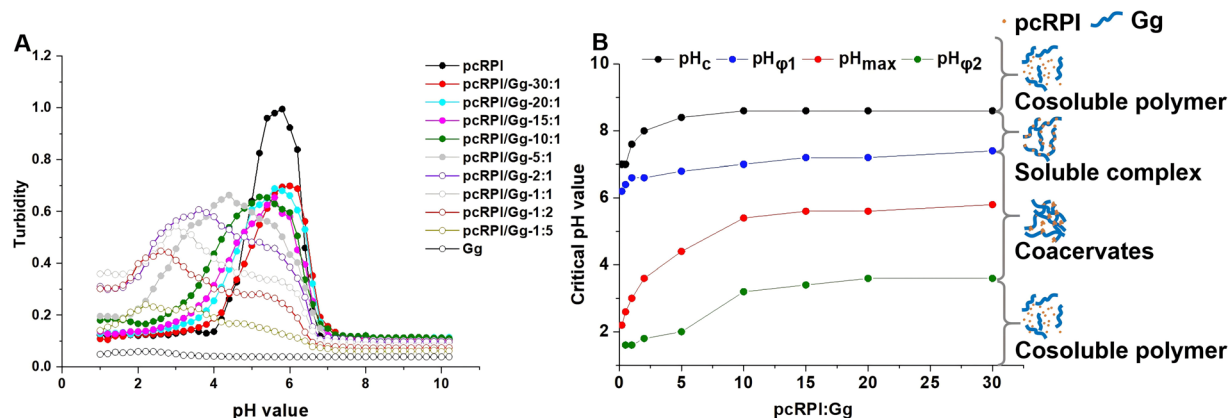 A
Turbidity
1.2
1.0
0.8
0.6
0.4
0.2
0.0
0 2 4 6 8 10
pH value
pcRPI
pcRPI/Gg-30:1
pcRPI/Gg-20:1
pcRPI/Gg-15:1
pcRPI/Gg-10:1
pcRPI/Gg-5:1
pcRPI/Gg-2:1
pcRPI/Gg-1:1
pcRPI/Gg-1:2
pcRPI/Gg-1:5
Gg
B
pHc pHφ1 pHmax pHφ2
Critical pH value
10
8
6
4
2
0 5 10 15 20 25 30
pcRPI:Gg
pcRPI Gg
Cosoluble polymer
Soluble complex
Coacervates
Cosoluble polymer